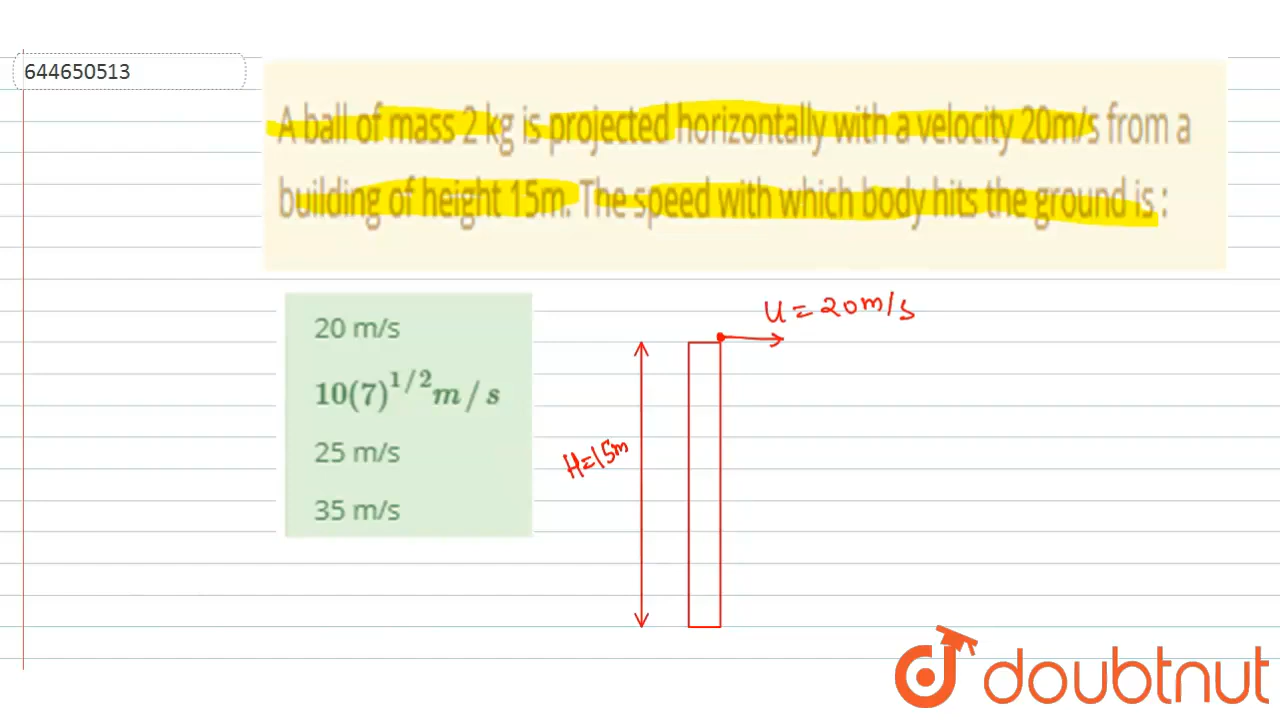 644650513
A ball of mass 2 kg is projected horizontally with a velocity 20m/s from a
building of height 15m. The speed with which body hits the ground is :
20 m/s
10(7)^{1/2} m / s
25 m/s
35 m/s
U = 20m/s
H=15m
doubtnut